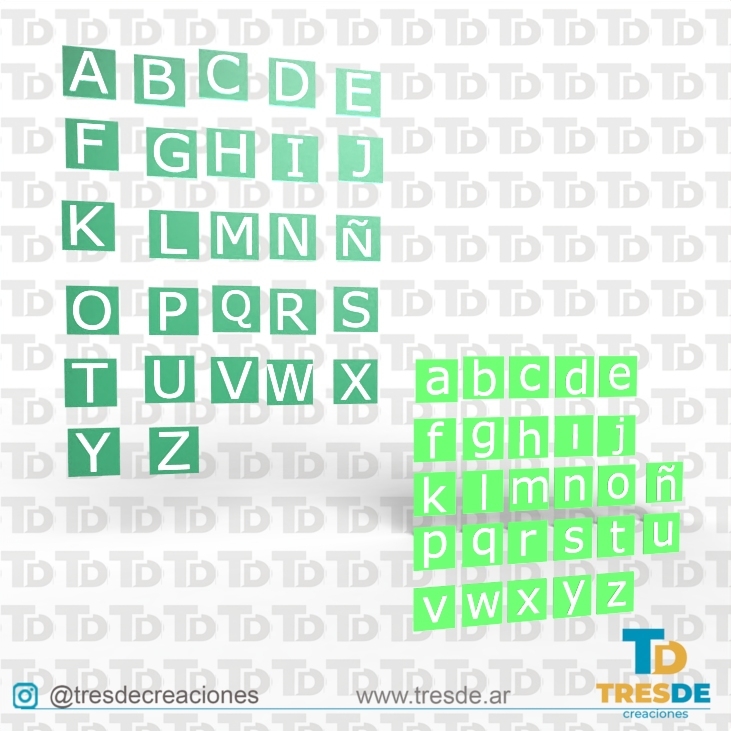 A B C D E
F G H I J
K L M N Ñ
O P Q R S
T U V W X
Y Z
a b c d e
f g h ı j
k l m n o ñ
p q r s t u
v w x y z
TD
TRESDE
creaciones
@tresdecreaciones
www.tresde.ar